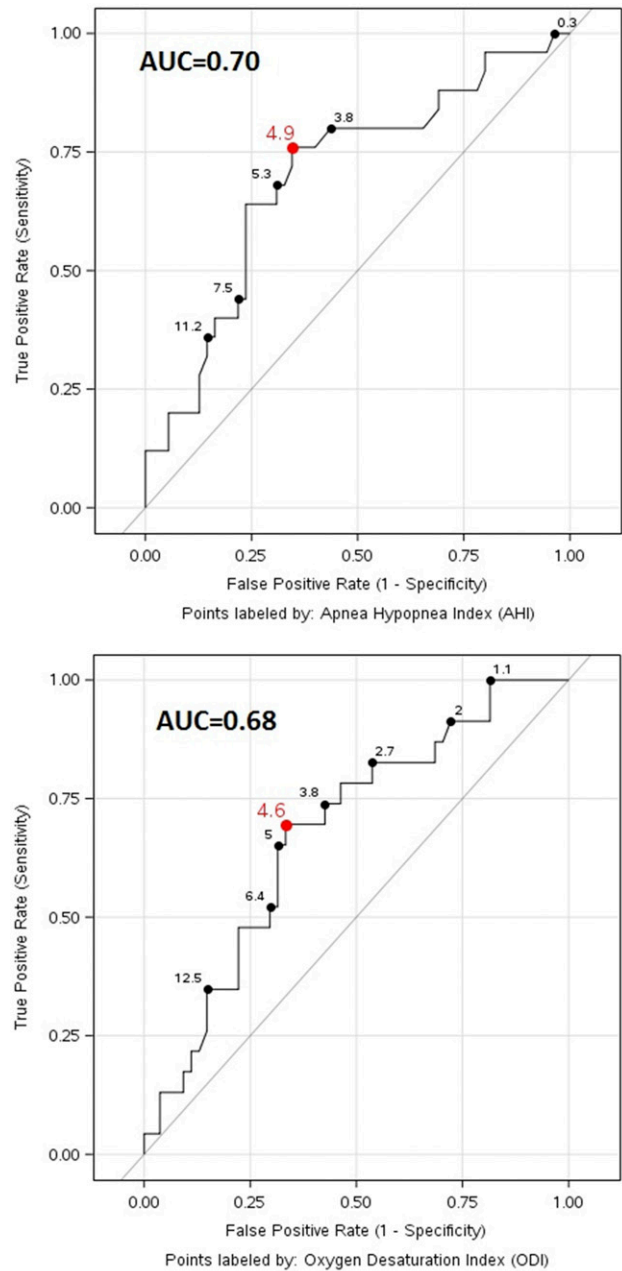 AUC=0.70
True Positive Rate (Sensitivity)
1.00
0.75
0.50
0.25
0.00
0.3
3.8
4.9
5.3
7.5
11.2
0.00 0.25 0.50 0.75 1.00
False Positive Rate (1 - Specificity)
Points labeled by: Apnea Hypopnea Index (AHI)
AUC=0.68
True Positive Rate (Sensitivity)
1.00
0.75
0.50
0.25
0.00
1.1
2
2.7
3.8
4.6
5
6.4
12.5
0.00 0.25 0.50 0.75 1.00
False Positive Rate (1 - Specificity)
Points labeled by: Oxygen Desaturation Index (ODI)